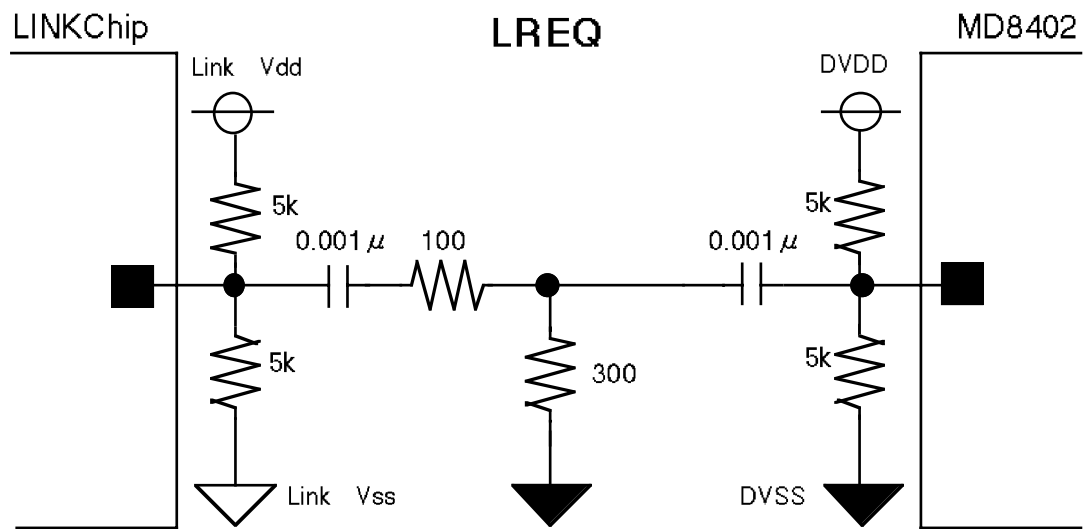 LINKChip
LREQ
MD8402
Link Vdd
DVDD
5k
5k
0.001μ
100
0.001μ
5k
300
5k
Link Vss
DVSS